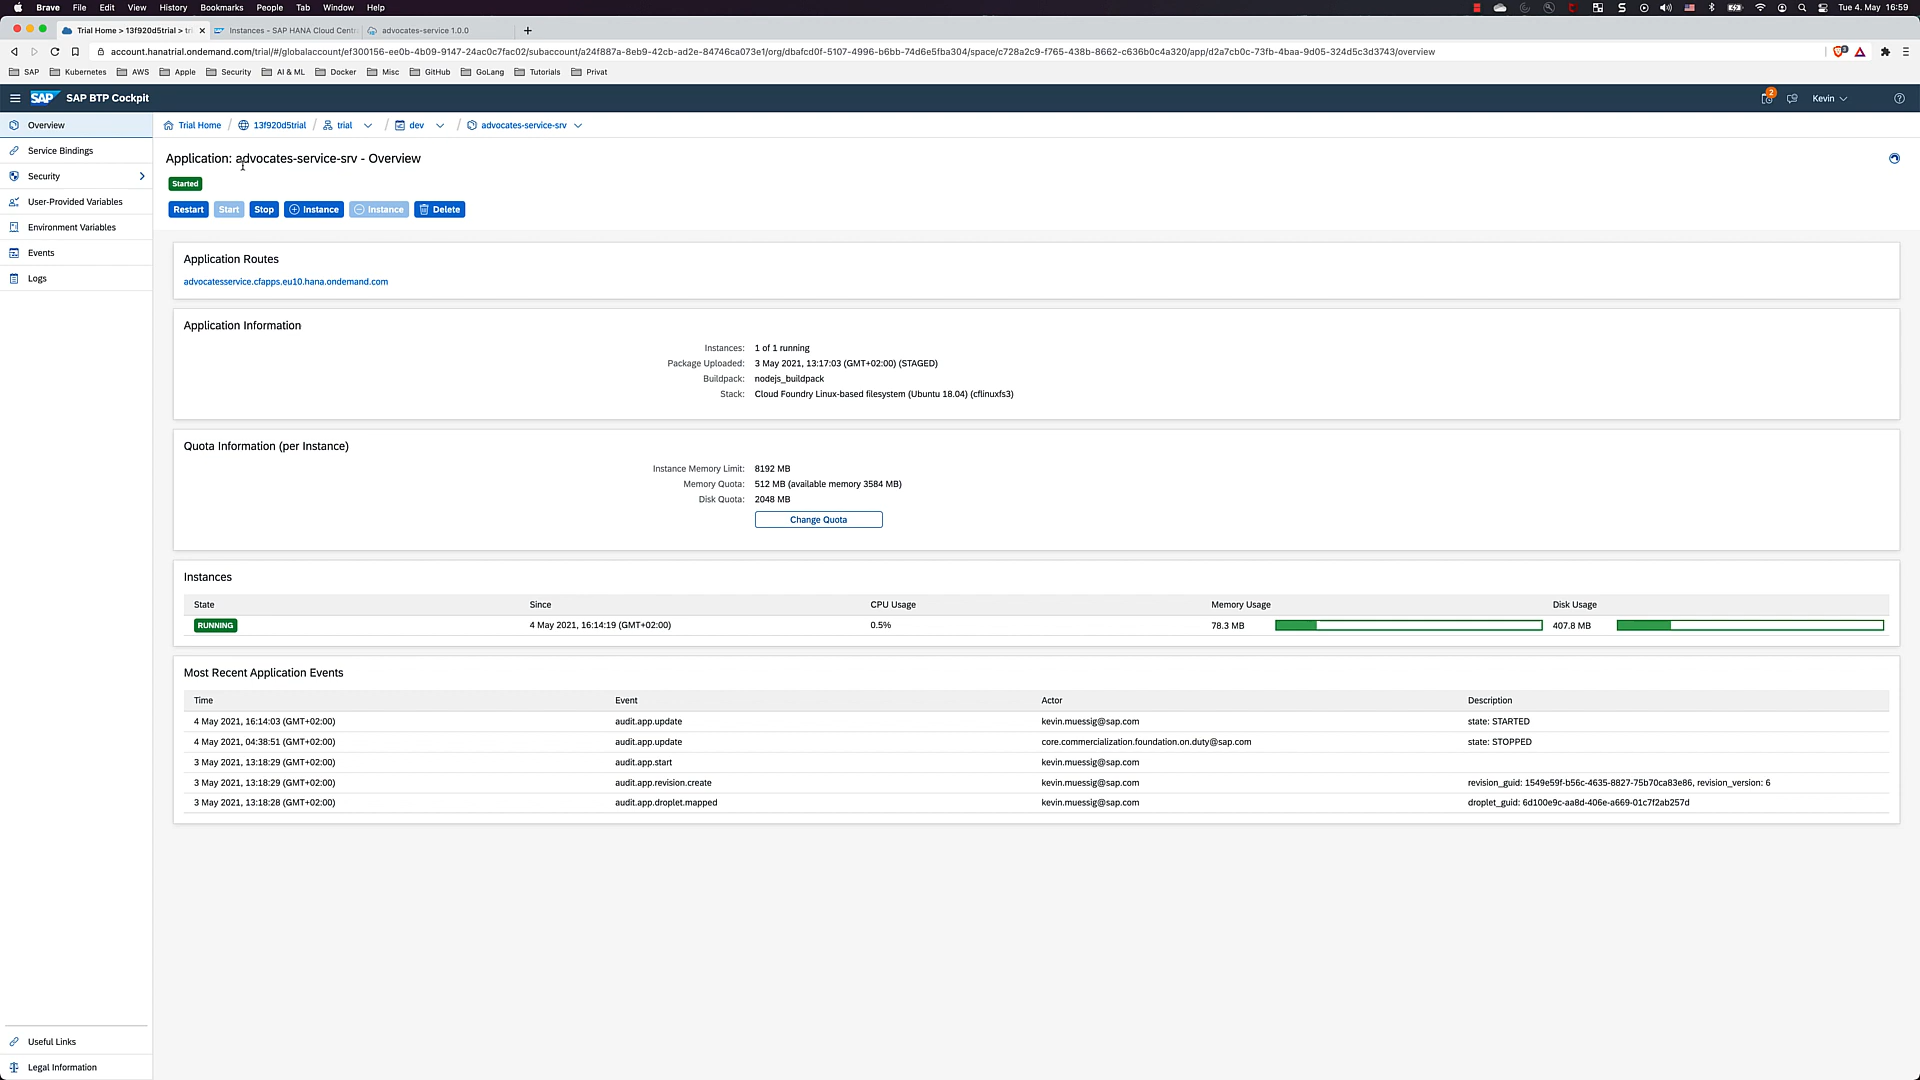 Brave File Edit View History Bookmarks People Tab Window Help
Tue 4. May 16:59
Trial Home > 13f920d5trial > tri
Instances – SAP HANA Cloud Centr
advocates-service 1.0.0
account.hanatrial.ondemand.com/trial/#/globalaccount/ef300156-ee0b-4b09-9147-24ac0c7fac02/subaccount/a24f887a-8eb9-42cb-ad2e-84746ca073e1/org/dbafcd0f-5107-4996-b6bb-74d6e5fba304/space/c728a2c9-f765-438b-8662-c636b0c4a320/app/d2a7cb0c-73fb-4baa-9d05-324d5c3d3743/overview
SAP Kubernetes AWS Apple Security AI & ML Docker Misc GitHub GoLang Tutorials Privat
SAP SAP BTP Cockpit
2
Kevin
Overview
Service Bindings
Security
User-Provided Variables
Environment Variables
Events
Logs
Useful Links
Legal Information
Trial Home / 13f920d5trial / trial / dev / advocates-service-srv
Application: advocates-service-srv - Overview
Started
Restart Start Stop Instance Instance Delete
Application Routes
advocatesservice.cfapps.eu10.hana.ondemand.com
Application Information
Instances: 1 of 1 running
Package Uploaded: 3 May 2021, 13:17:03 (GMT+02:00) (STAGED)
Buildpack: nodejs_buildpack
Stack: Cloud Foundry Linux-based filesystem (Ubuntu 18.04) (cflinuxfs3)
Quota Information (per Instance)
Instance Memory Limit: 8192 MB
Memory Quota: 512 MB (available memory 3584 MB)
Disk Quota: 2048 MB
Change Quota
Instances
State Since CPU Usage Memory Usage Disk Usage
RUNNING 4 May 2021, 16:14:19 (GMT+02:00) 0.5% 78.3 MB 407.8 MB
Most Recent Application Events
Time Event Actor Description
4 May 2021, 16:14:03 (GMT+02:00) audit.app.update kevin.muessig@sap.com state: STARTED
4 May 2021, 04:38:51 (GMT+02:00) audit.app.update core.commercialization.foundation.on.duty@sap.com state: STOPPED
3 May 2021, 13:18:29 (GMT+02:00) audit.app.start kevin.muessig@sap.com
3 May 2021, 13:18:29 (GMT+02:00) audit.app.revision.create kevin.muessig@sap.com revision_guid: 1549e59f-b56c-4635-8827-75b70ca83e86, revision_version: 6
3 May 2021, 13:18:28 (GMT+02:00) audit.app.droplet.mapped kevin.muessig@sap.com droplet_guid: 6d100e9c-aa8d-406e-a669-01c7f2ab257d